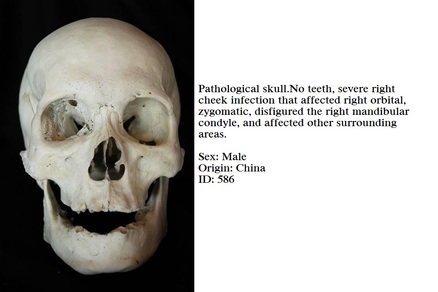 Pathological skull.No teeth, severe right
cheek infection that affected right orbital,
zygomatic, disfigured the right mandibular
condyle, and affected other surrounding
areas.
Sex: Male
Origin: China
ID: 586